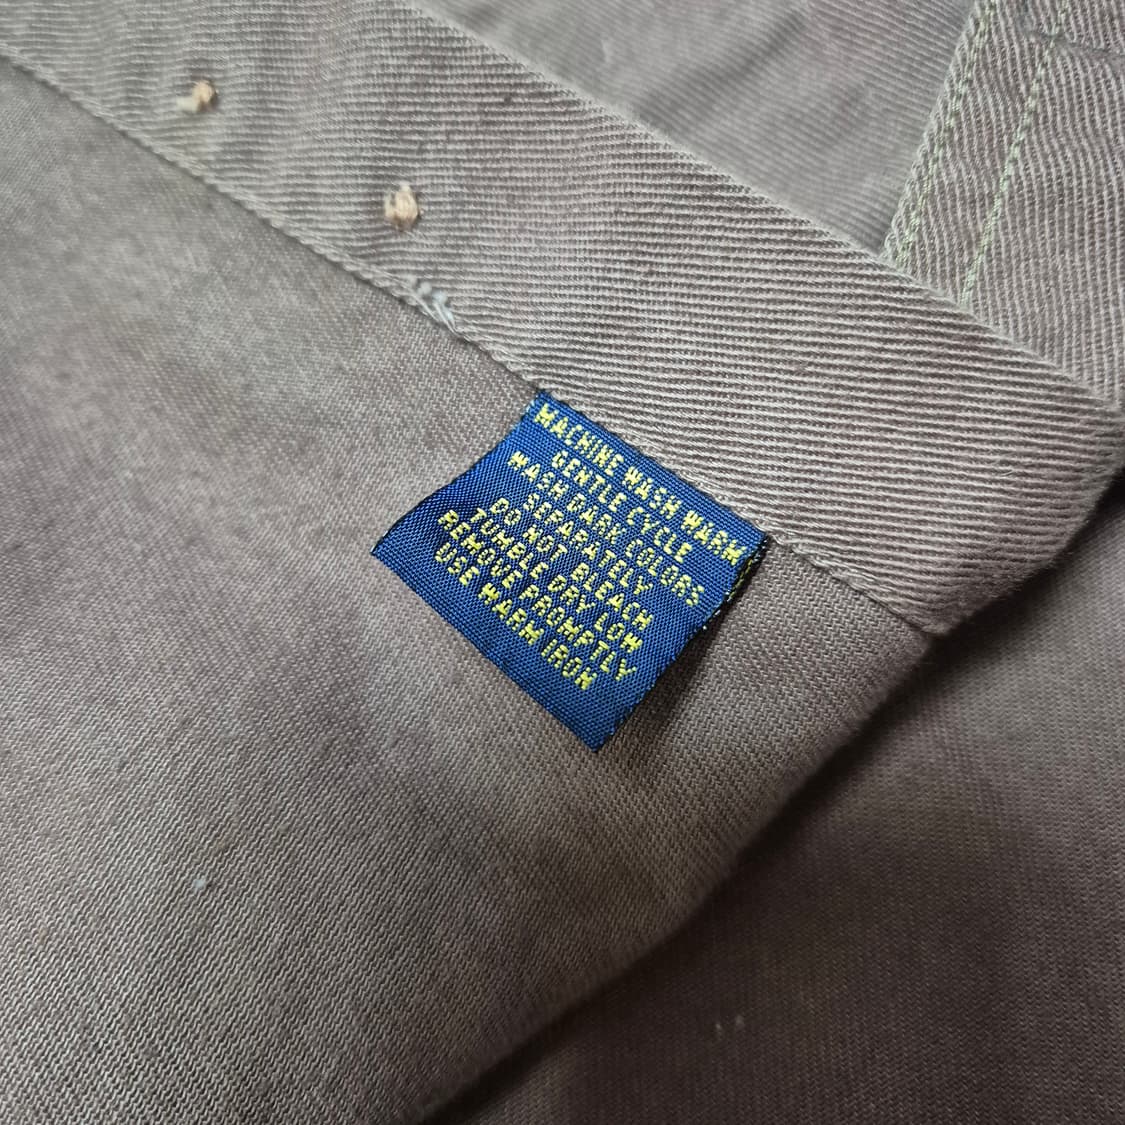 MACHINE WASH WARM
GENTLE CYCLE
WASH DARK COLORS
SEPARATELY
DO NOT BLEACH
TUMBLE DRY LOW
REMOVE PROMPTLY
USE WARM IRON